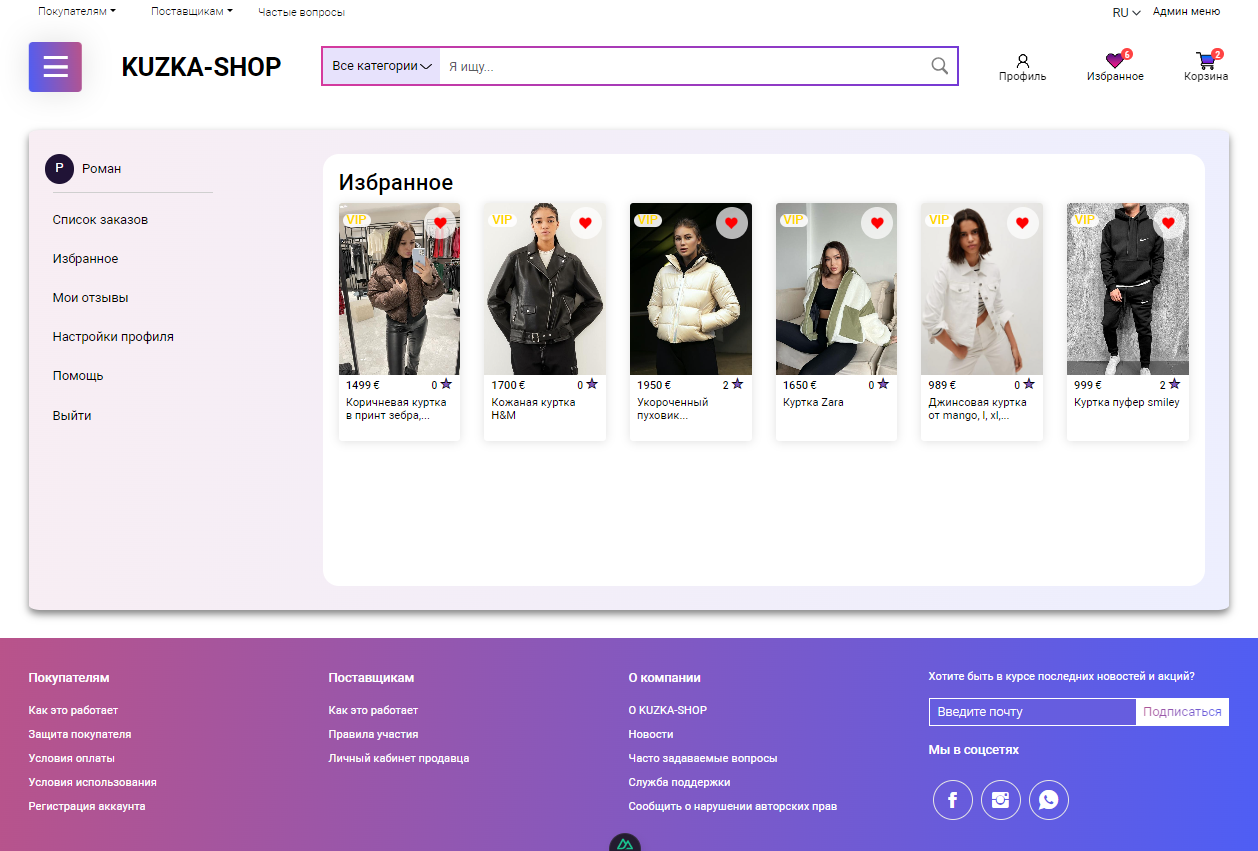 Покупателям
Поставщикам
Частые вопросы
RU
Админ меню
KUZKA-SHOP
Все категории
Я ищу...
Профиль
6
Избранное
2
Корзина
Р
Роман
Список заказов
Избранное
Мои отзывы
Настройки профиля
Помощь
Выйти
Избранное
VIP
1499 €
0
Коричневая куртка
в принт зебра,...
VIP
1700 €
0
Кожаная куртка
H&M
VIP
1950 €
2
Укороченный
пуховик...
VIP
1650 €
0
Куртка Zara
VIP
989 €
0
Джинсовая куртка
от mango, l, xl,...
VIP
999 €
2
Куртка пуфер smiley
Покупателям
Как это работает
Защита покупателя
Условия оплаты
Условия использования
Регистрация аккаунта
Поставщикам
Как это работает
Правила участия
Личный кабинет продавца
О компании
О KUZKA-SHOP
Новости
Часто задаваемые вопросы
Служба поддержки
Сообщить о нарушении авторских прав
Хотите быть в курсе последних новостей и акций?
Введите почту
Подписаться
Мы в соцсетях